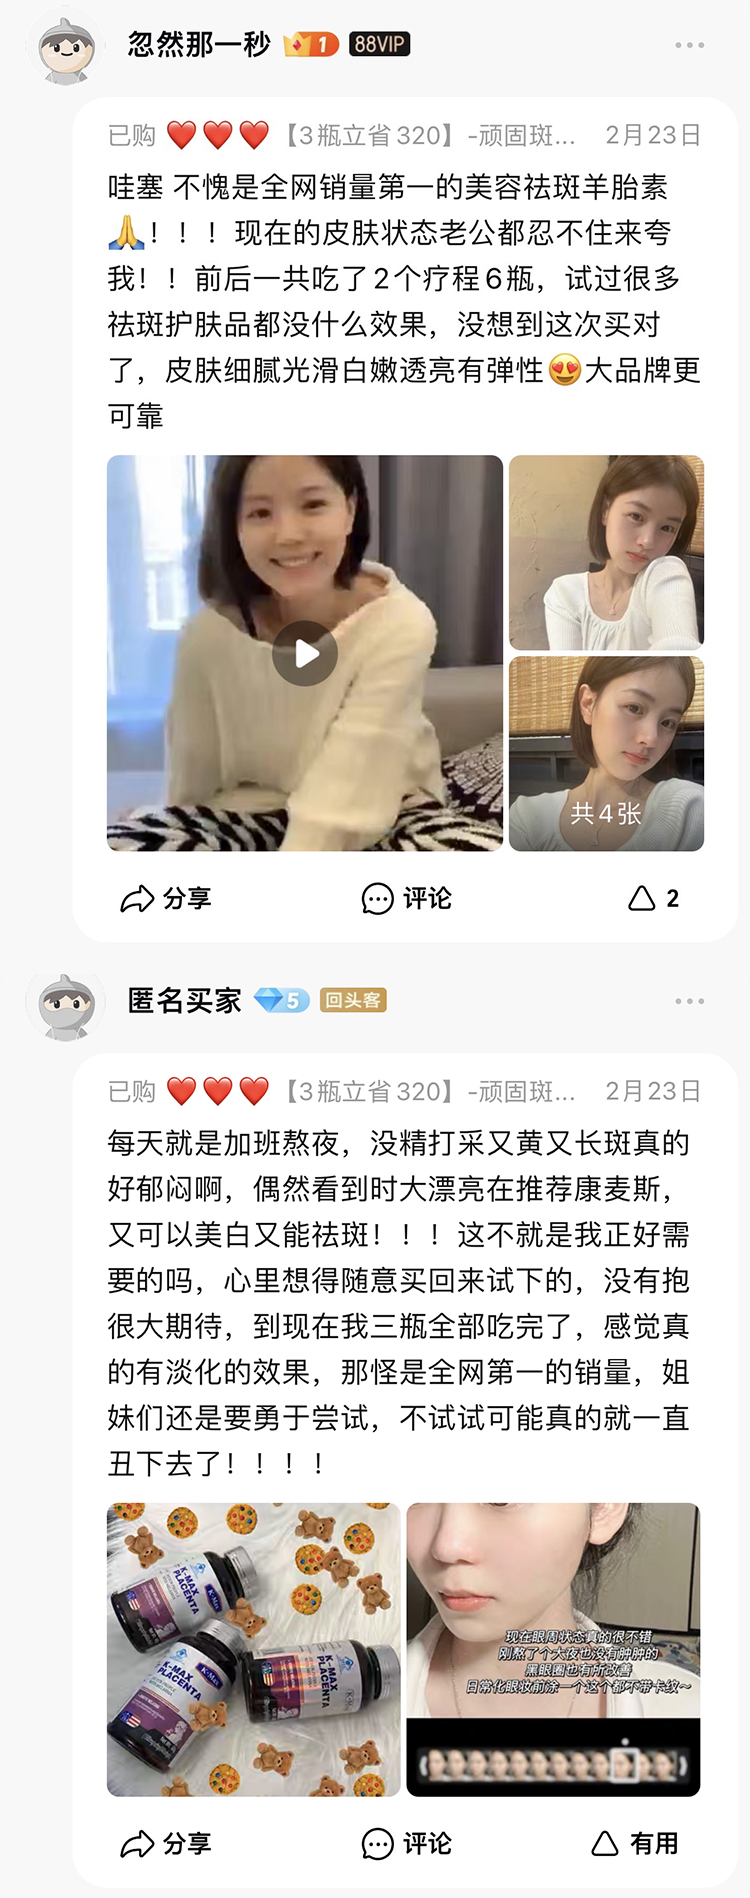 忽然那一秒 1 88VIP
已购 ❤️❤️❤️【3瓶立省320】-顽固斑... 2月23日
哇塞 不愧是全网销量第一的美容祛斑羊胎素
🙏！！！现在的皮肤状态老公都忍不住来夸
我！！前后一共吃了2个疗程6瓶，试过很多
祛斑护肤品都没什么效果，没想到这次买对
了，皮肤细腻光滑白嫩透亮有弹性😍大品牌更
可靠
共4张
分享 评论 2
匿名买家 5 回头客
已购 ❤️❤️❤️【3瓶立省320】-顽固斑... 2月23日
每天就是加班熬夜，没精打采又黄又长斑真的
好郁闷啊，偶然看到时大漂亮在推荐康麦斯，
又可以美白又能祛斑！！！这不就是我正好需
要的吗，心里想得随意买回来试下的，没有抱
很大期待，到现在我三瓶全部吃完了，感觉真
的有淡化的效果，那怪是全网第一的销量，姐
妹们还是要勇于尝试，不试试可能真的就一直
丑下去了！！！！
K-MAX
PLACENTA
K-Max
K-MAX
PLACENTA
K-Max
K-MAX
PLACENTA
现在眼周状态真的很不错
刚熬了个大夜也没有肿肿的
黑眼圈也有所改善
日常化眼妆前涂一个这个都不带卡纹~
分享 评论 有用